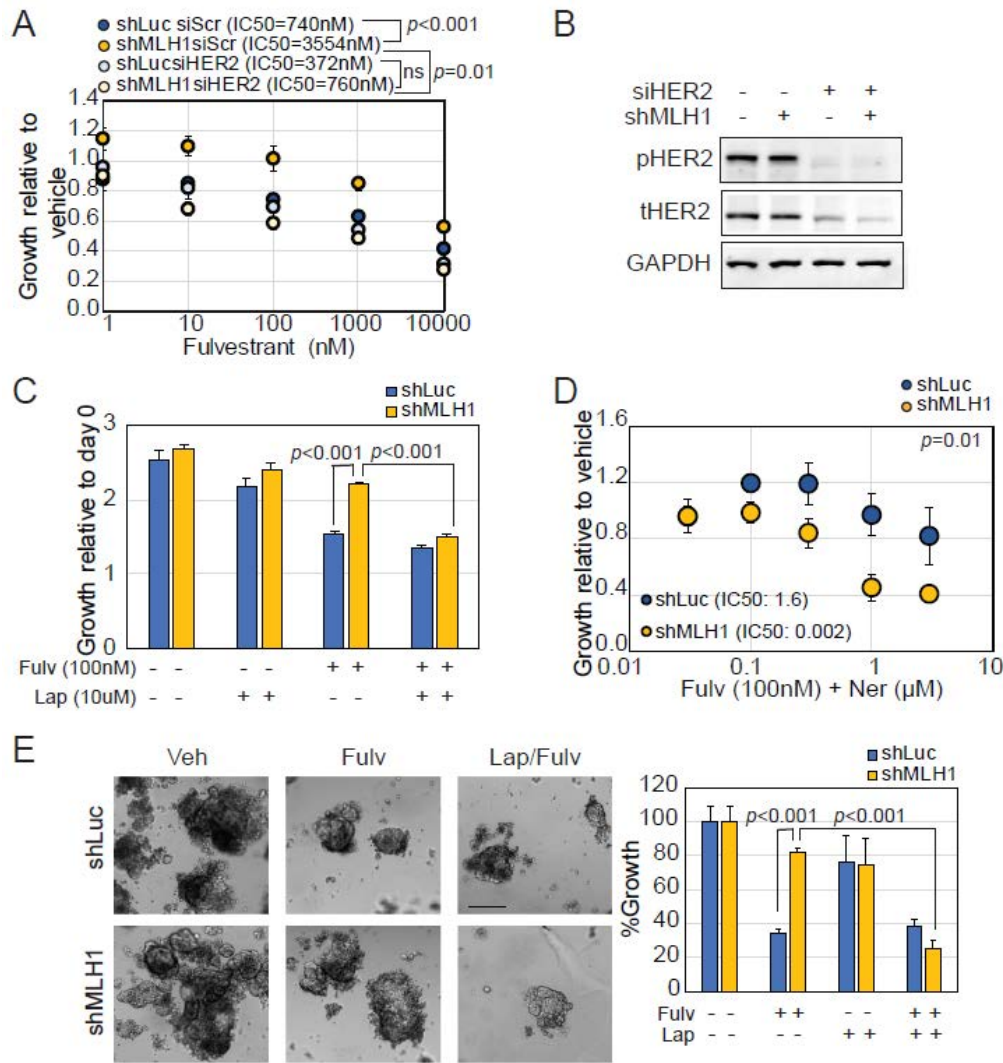 A
shLuc siScr (IC50=740nM)
p<0.001
shMLH1siScr (IC50=3554nM)
shLucsiHER2 (IC50=372nM)
ns
p=0.01
shMLH1siHER2 (IC50=760nM)
Growth relative to
vehicle
1.4
1.2
1.0
0.8
0.6
0.4
0.2
0.0
1 10 100 1000 10000
Fulvestrant (nM)
B
siHER2 - - + +
shMLH1 - + - +
pHER2
tHER2
GAPDH
C
shLuc
shMLH1
Growth relative to day 0
3
2
1
0
p<0.001 p<0.001
Fulv (100nM) - - - - + + + +
Lap (10uM) - - + + - - + +
D
shLuc
shMLH1
p=0.01
Growth relative to vehicle
1.6
1.2
0.8
0.4
0.0
shLuc (IC50: 1.6)
shMLH1 (IC50: 0.002)
0.01 0.1 1 10
Fulv (100nM) + Ner (µM)
E
Veh Fulv Lap/Fulv
shLuc
shMLH1
shLuc
shMLH1
%Growth
120
100
80
60
40
20
0
p<0.001 p<0.001
Fulv - - + + - - + +
Lap - - - - + + + +